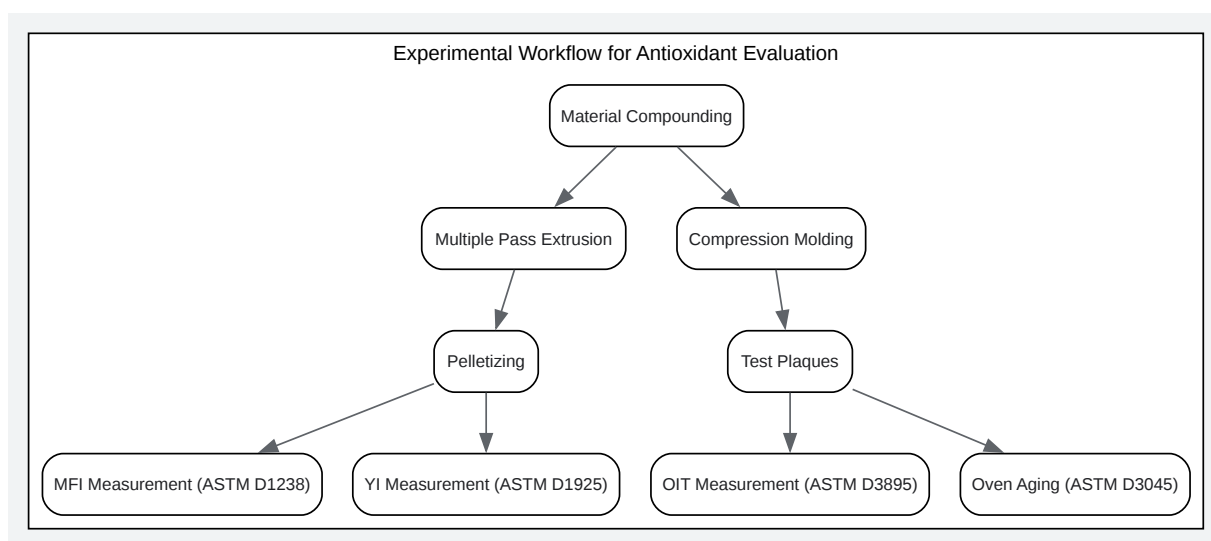 Experimental Workflow for Antioxidant Evaluation
Material Compounding
Multiple Pass Extrusion
Compression Molding
Pelletizing
Test Plaques
MFI Measurement (ASTM D1238)
YI Measurement (ASTM D1925)
OIT Measurement (ASTM D3895)
Oven Aging (ASTM D3045)